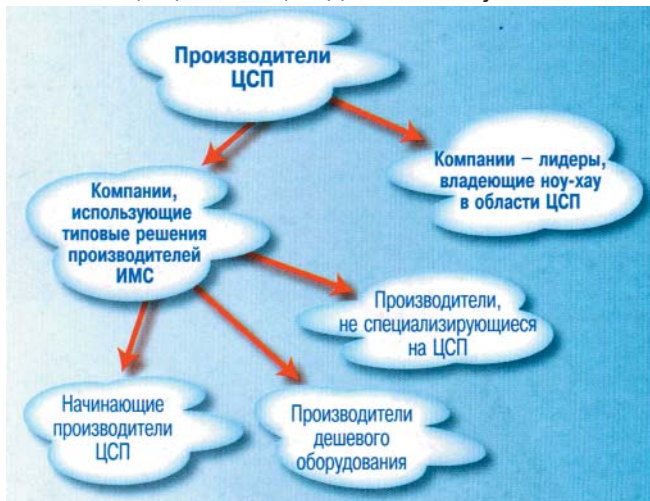 Производители
ЦСП
Компании – лидеры,
владеющие ноу-хау
в области ЦСП
Компании,
использующие
типовые решения
производителей
ИМС
Производители,
не специализирующиеся
на ЦСП
Начинающие
производители
ЦСП
Производители
дешевого
оборудования